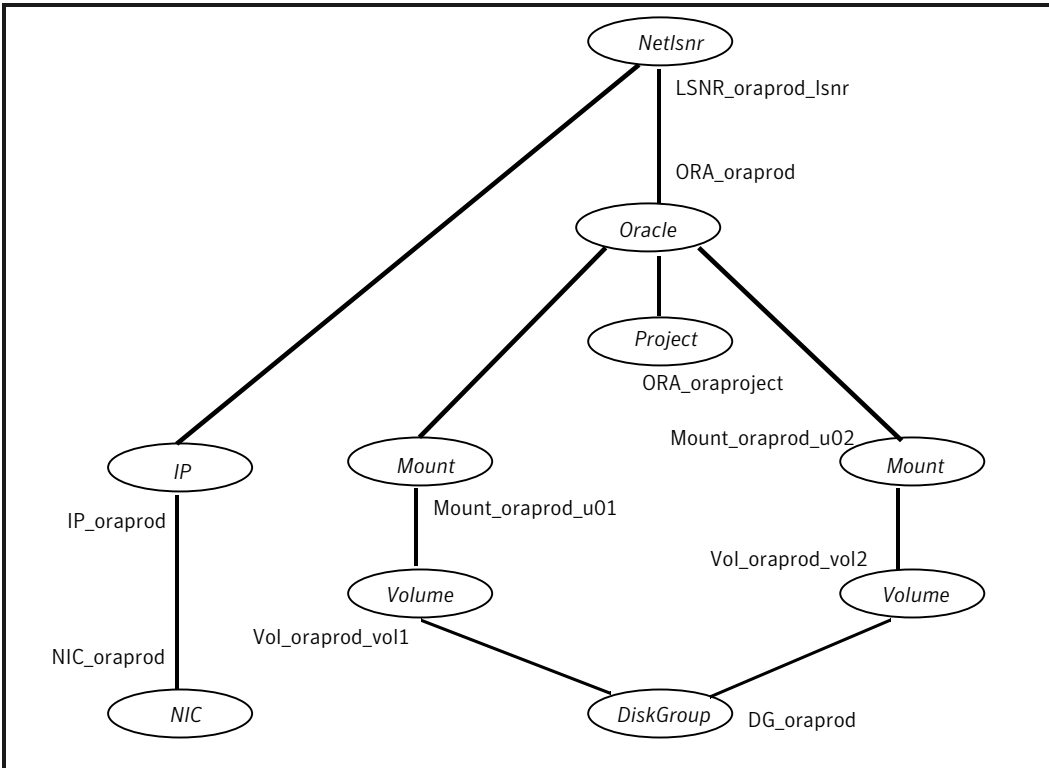 Netlsnr
LSNR_oraprod_lsnr
ORA_oraprod
Oracle
Project
ORA_oraproject
Mount_oraprod_u02
IP
Mount
Mount
IP_oraprod
Mount_oraprod_u01
Vol_oraprod_vol2
Volume
Volume
Vol_oraprod_vol1
NIC_oraprod
NIC
DiskGroup
DG_oraprod